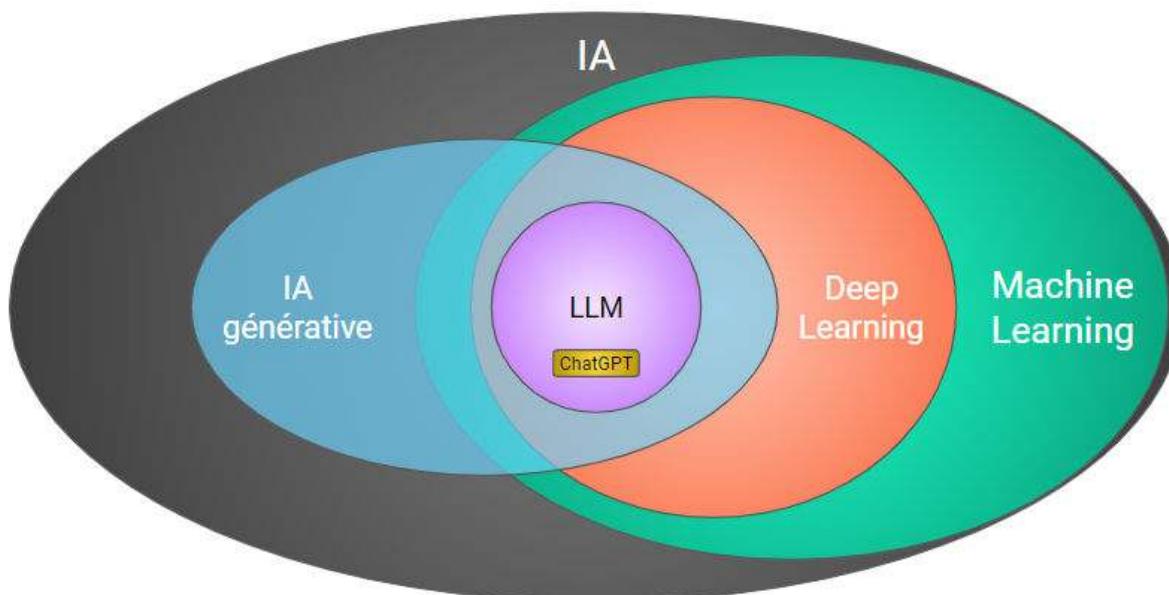 IA
IA
générative
LLM
ChatGPT
Deep
Learning
Machine
Learning